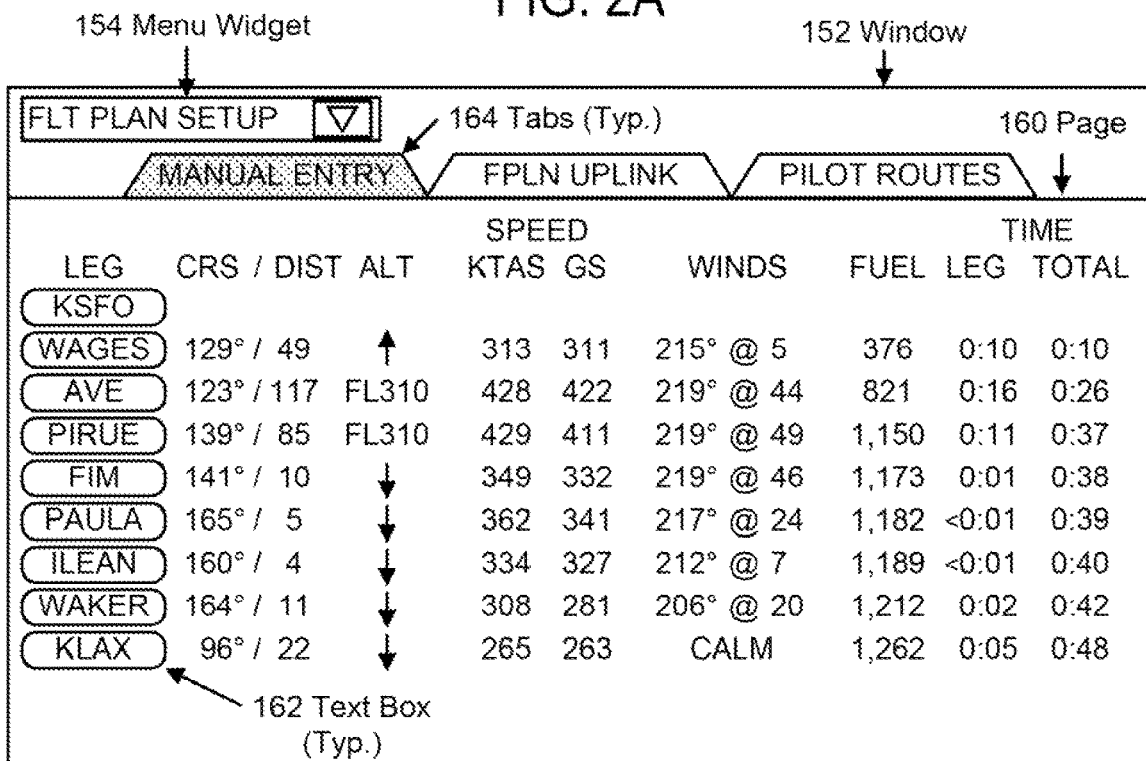 FIG. 2A
154 Menu Widget
152 Window
FLT PLAN SETUP
164 Tabs (Typ.)
160 Page
MANUAL ENTRY FPLN UPLINK PILOT ROUTES
SPEED TIME
LEG CRS / DIST ALT KTAS GS WINDS FUEL LEG TOTAL
KSFO
WAGES 129° / 49 ↑ 313 311 215° @ 5 376 0:10 0:10
AVE 123° / 117 FL310 428 422 219° @ 44 821 0:16 0:26
PIRUE 139° / 85 FL310 429 411 219° @ 49 1,150 0:11 0:37
FIM 141° / 10 ↓ 349 332 219° @ 46 1,173 0:01 0:38
PAULA 165° / 5 ↓ 362 341 217° @ 24 1,182 <0:01 0:39
ILEAN 160° / 4 ↓ 334 327 212° @ 7 1,189 <0:01 0:40
WAKER 164° / 11 ↓ 308 281 206° @ 20 1,212 0:02 0:42
KLAX 96° / 22 ↓ 265 263 CALM 1,262 0:05 0:48
162 Text Box
(Typ.)